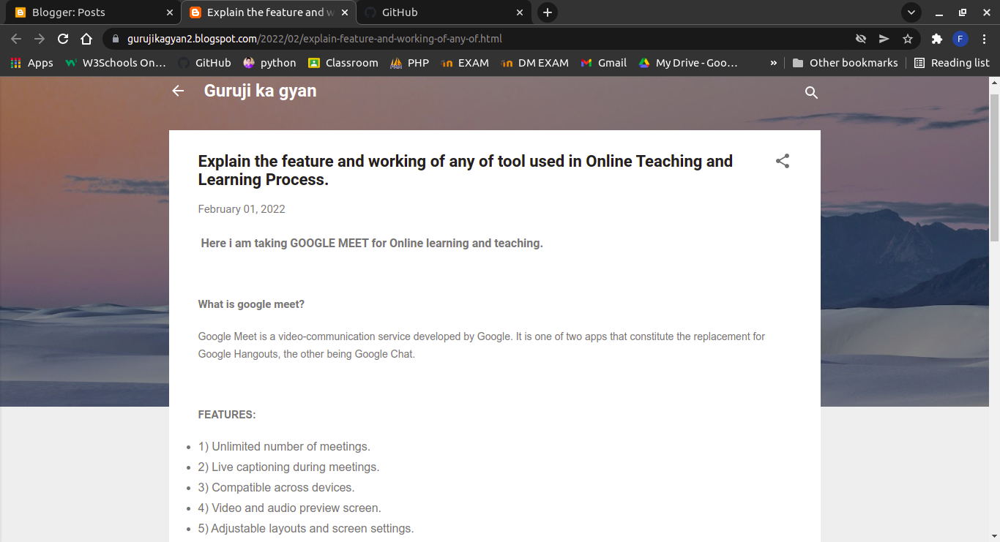 Blogger: Posts
Explain the feature and w
GitHub
gurujikagyan2.blogspot.com/2022/02/explain-feature-and-working-of-any-of.html
F
Apps
W3Schools On...
GitHub
python
Classroom
PHP
EXAM
DM EXAM
Gmail
My Drive - Goo...
»
Other bookmarks
Reading list
Guruji ka gyan
Explain the feature and working of any of tool used in Online Teaching and
Learning Process.
February 01, 2022
Here i am taking GOOGLE MEET for Online learning and teaching.
What is google meet?
Google Meet is a video-communication service developed by Google. It is one of two apps that constitute the replacement for
Google Hangouts, the other being Google Chat.
FEATURES:
• 1) Unlimited number of meetings.
• 2) Live captioning during meetings.
• 3) Compatible across devices.
• 4) Video and audio preview screen.
• 5) Adjustable layouts and screen settings.